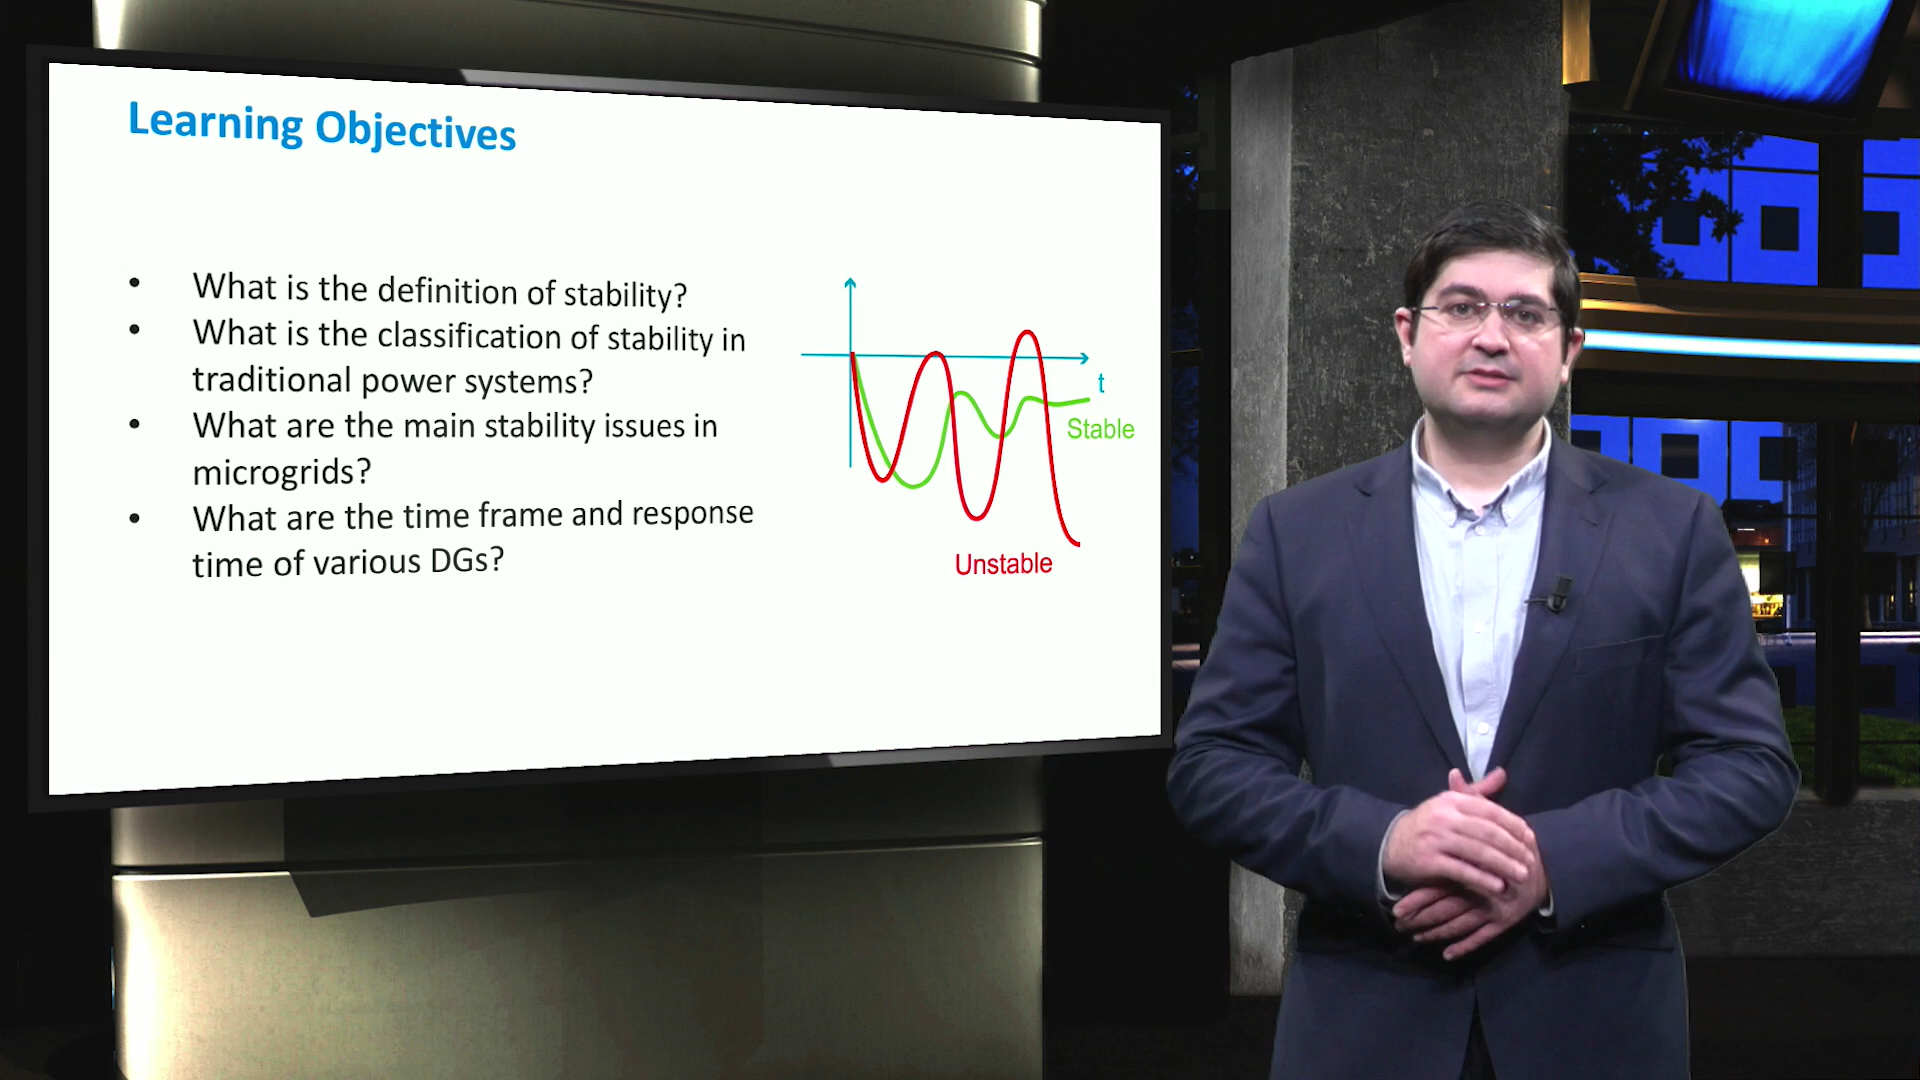 Learning Objectives
• What is the definition of stability?
• What is the classification of stability in
traditional power systems?
• What are the main stability issues in
microgrids?
• What are the time frame and response
time of various DGs?
t
Stable
Unstable